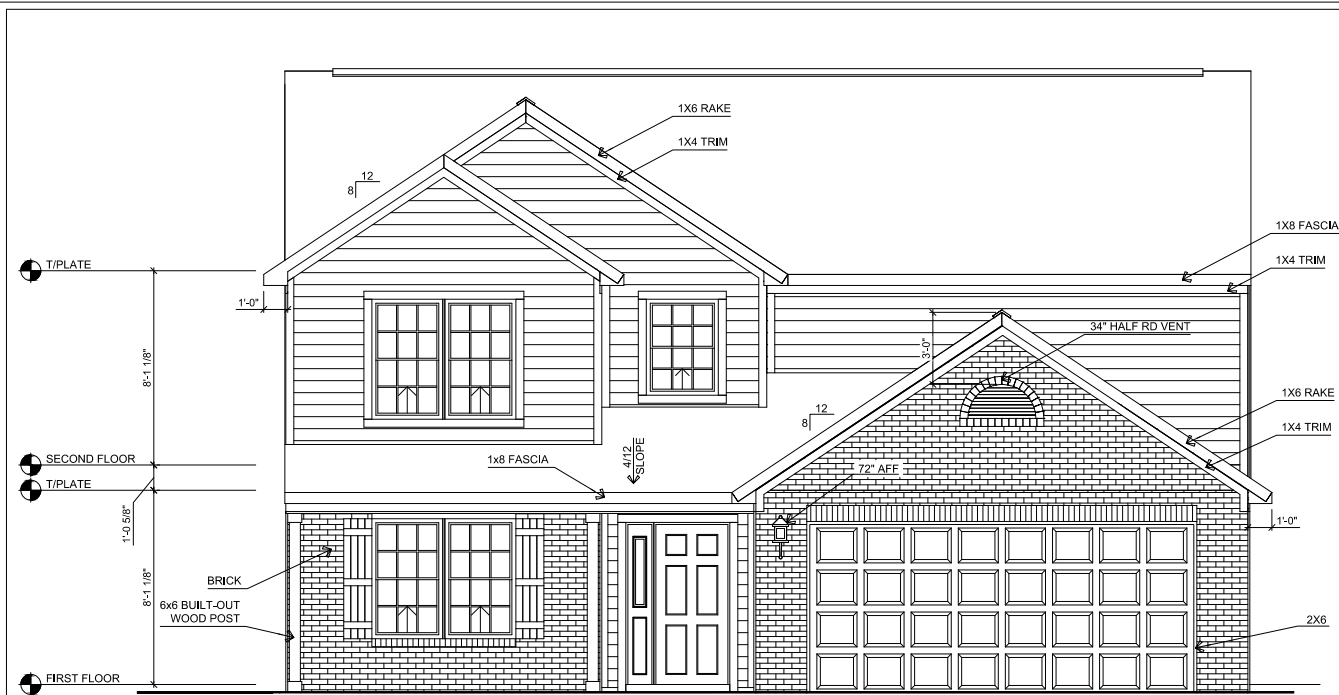 1X6 RAKE
1X4 TRIM
12
8
1X8 FASCIA
T/PLATE
1X4 TRIM
1'-0"
34" HALF RD VENT
3'-0"
8'-1 1/8"
1X6 RAKE
12
8
1X4 TRIM
4/12
SLOPE
SECOND FLOOR
1x8 FASCIA
72" AFF
T/PLATE
1'-0 5/8"
1'-0"
BRICK
8'-1 1/8"
6x6 BUILT-OUT
WOOD POST
2X6
FIRST FLOOR